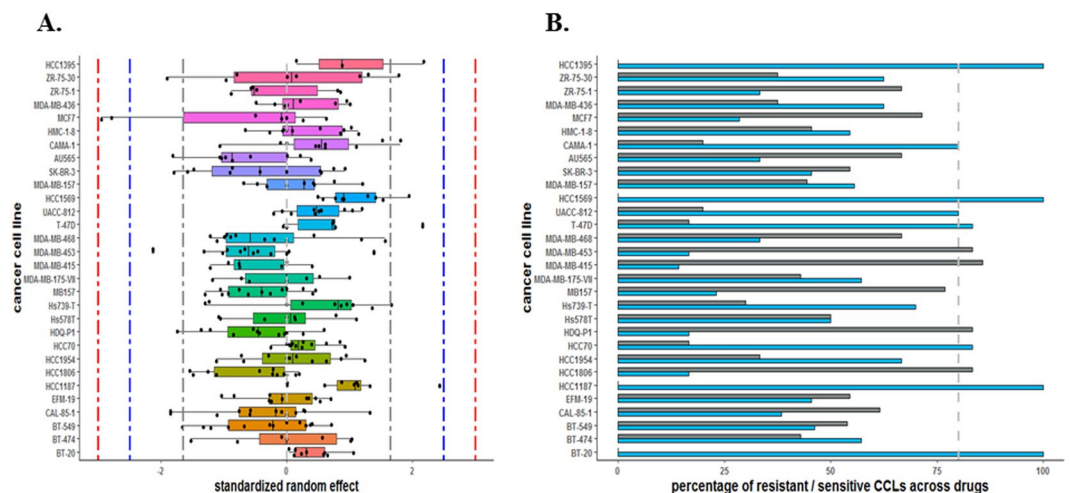 A.
B.
cancer cell line
HCC1395
ZR-75-30
ZR-75-1
MDA-MB-436
MCF7
HMC-1-8
CAMA-1
AU565
SK-BR-3
MDA-MB-157
HCC1569
UACC-812
T-47D
MDA-MB-468
MDA-MB-453
MDA-MB-415
MDA-MB-175-VII
MB157
Hs739-T
Hs578T
HDQ-P1
HCC70
HCC1954
HCC1806
HCC1187
EFM-19
CAL-85-1
BT-549
BT-474
BT-20
-2
0
2
standardized random effect
cancer cell line
HCC1395
ZR-75-30
ZR-75-1
MDA-MB-436
MCF7
HMC-1-8
CAMA-1
AU565
SK-BR-3
MDA-MB-157
HCC1569
UACC-812
T-47D
MDA-MB-468
MDA-MB-453
MDA-MB-415
MDA-MB-175-VII
MB157
Hs739-T
Hs578T
HDQ-P1
HCC70
HCC1954
HCC1806
HCC1187
EFM-19
CAL-85-1
BT-549
BT-474
BT-20
0
25
50
75
100
percentage of resistant / sensitive CCLs across drugs